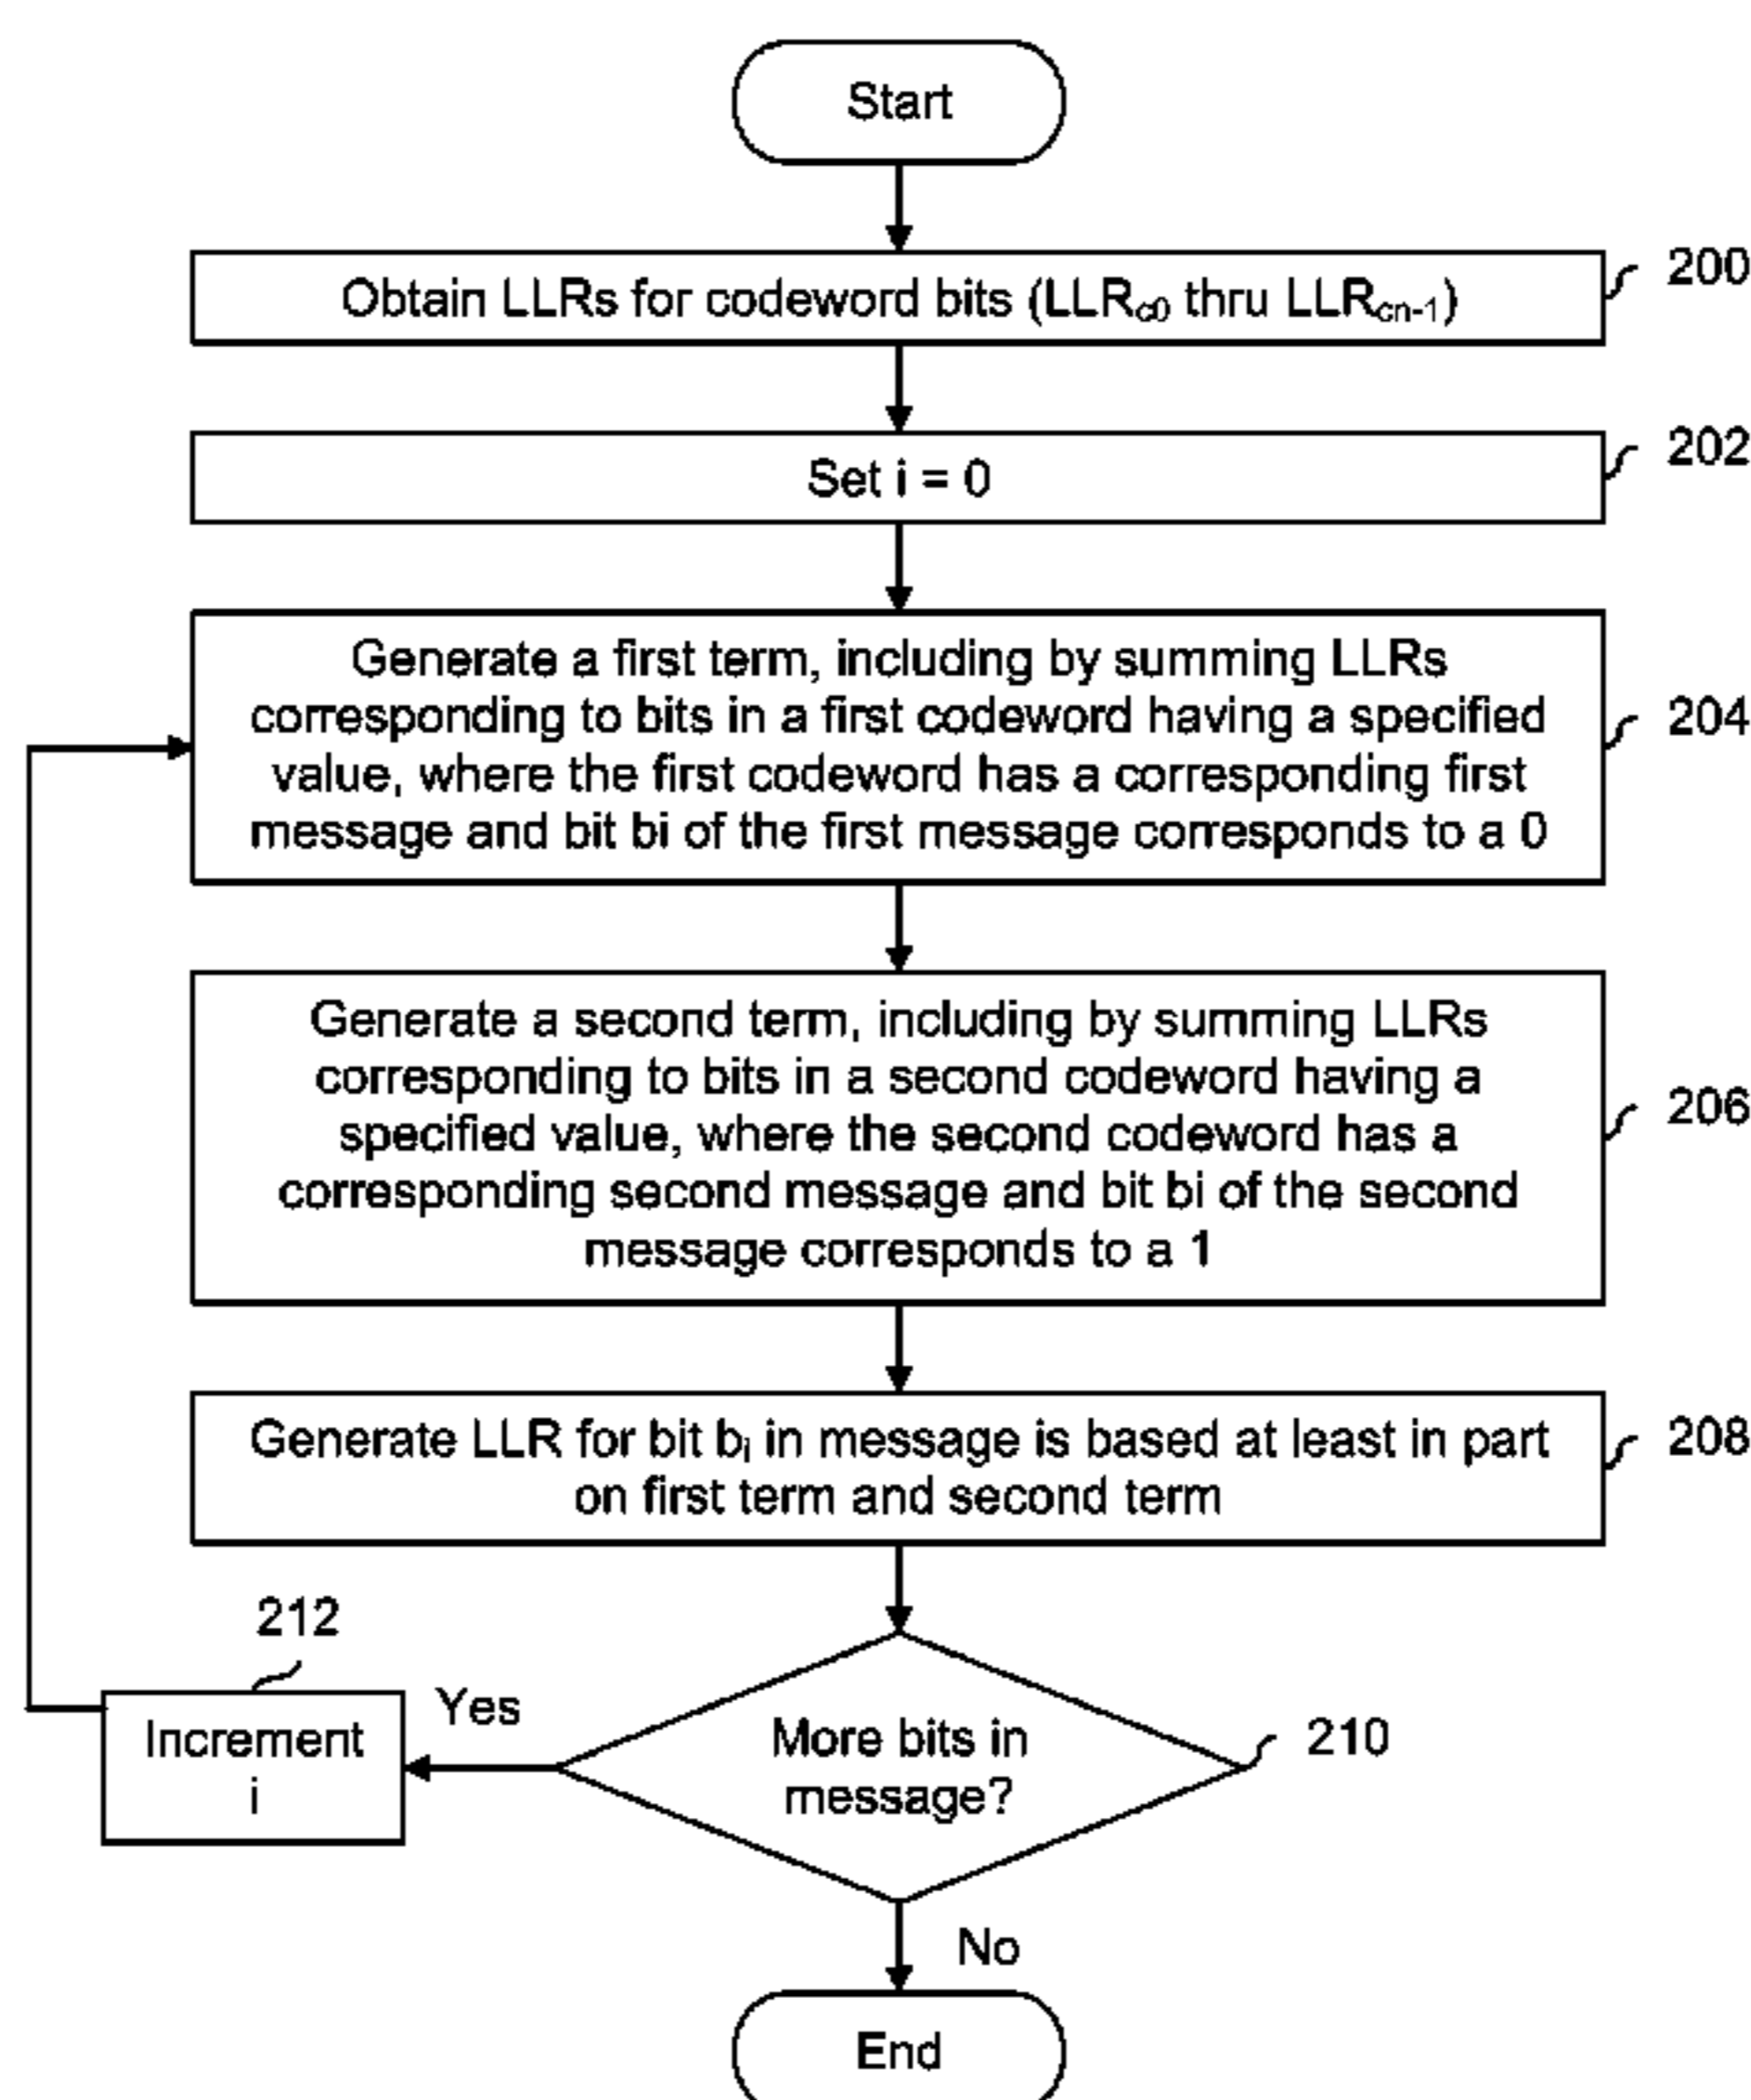 Start
Obtain LLRs for codeword bits (LLRc0 thru LLRcn-1)
200
Set i = 0
202
Generate a first term, including by summing LLRs
corresponding to bits in a first codeword having a specified
value, where the first codeword has a corresponding first
message and bit bi of the first message corresponds to a 0
204
Generate a second term, including by summing LLRs
corresponding to bits in a second codeword having a
specified value, where the second codeword has a
corresponding second message and bit bi of the second
message corresponds to a 1
206
Generate LLR for bit bi in message is based at least in part
on first term and second term
208
212
Increment
i
Yes
More bits in
message?
210
No
End